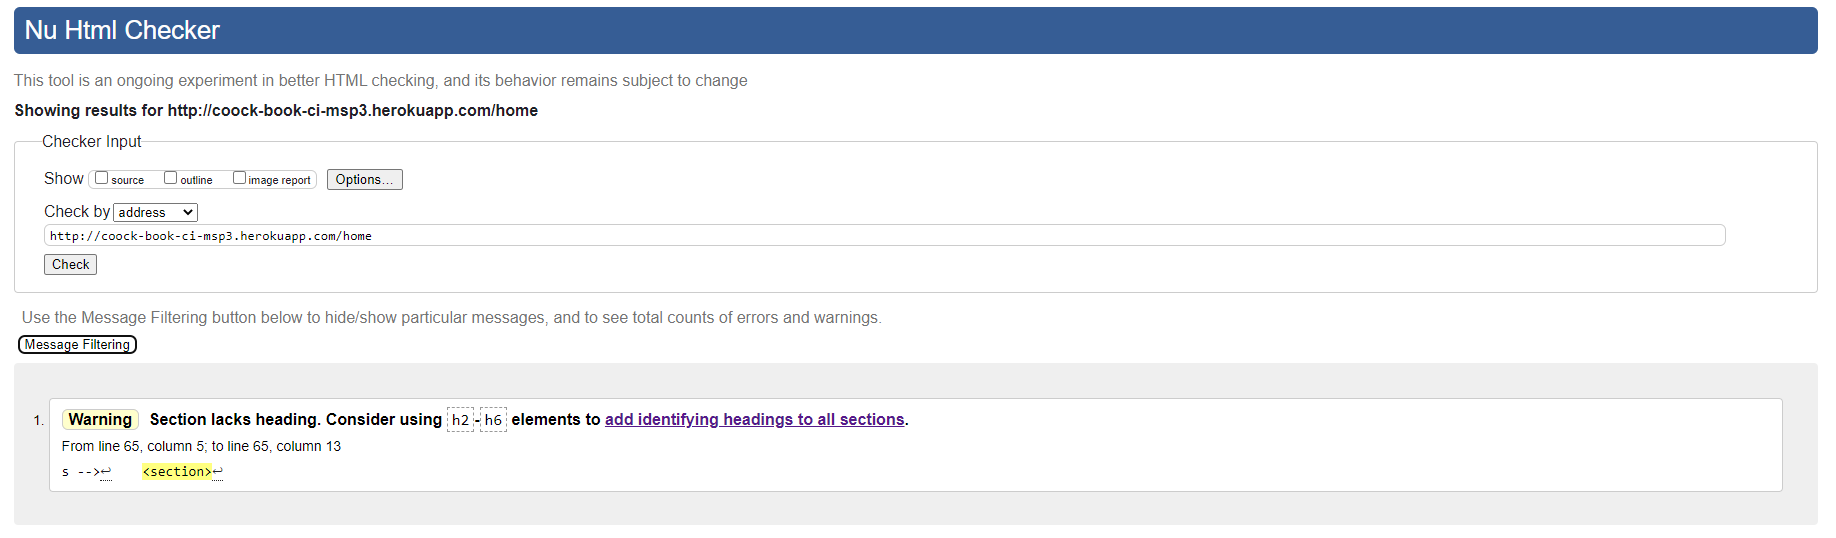 Nu Html Checker
This tool is an ongoing experiment in better HTML checking, and its behavior remains subject to change
Showing results for http://coock-book-ci-msp3.herokuapp.com/home
Checker Input
Show source outline image report Options...
Check by address
http://coock-book-ci-msp3.herokuapp.com/home
Check
Use the Message Filtering button below to hide/show particular messages, and to see total counts of errors and warnings.
Message Filtering
1. Warning Section lacks heading. Consider using h2-h6 elements to add identifying headings to all sections.
From line 65, column 5; to line 65, column 13
s -->↩ <section>↩